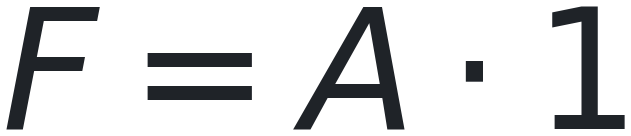 F = A · 1